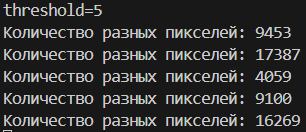 threshold=5
Количество разных пикселей: 9453
Количество разных пикселей: 17387
Количество разных пикселей: 4059
Количество разных пикселей: 9100
Количество разных пикселей: 16269